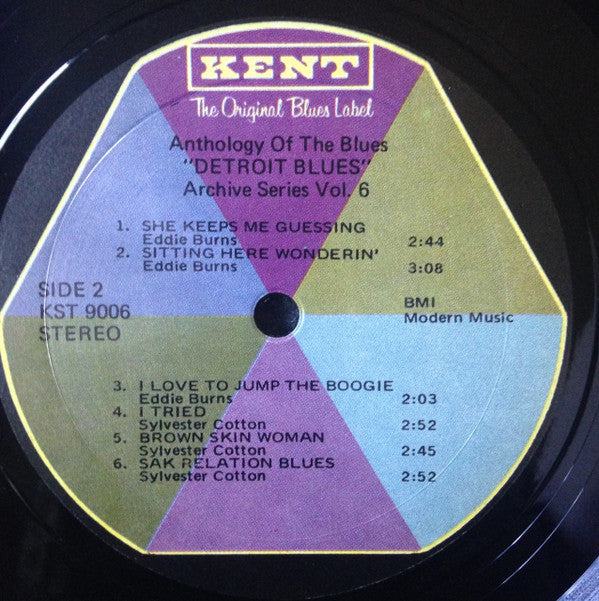 KENT
The Original Blues Label
Anthology Of The Blues
"DETROIT BLUES"
Archive Series Vol. 6
1. SHE KEEPS ME GUESSING
Eddie Burns 2:44
2. SITTING HERE WONDERIN'
Eddie Burns 3:08
SIDE 2
KST 9006
STEREO
BMI
Modern Music
3. I LOVE TO JUMP THE BOOGIE
Eddie Burns 2:03
4. I TRIED
Sylvester Cotton 2:52
5. BROWN SKIN WOMAN
Sylvester Cotton 2:45
6. SAK RELATION BLUES
Sylvester Cotton 2:52